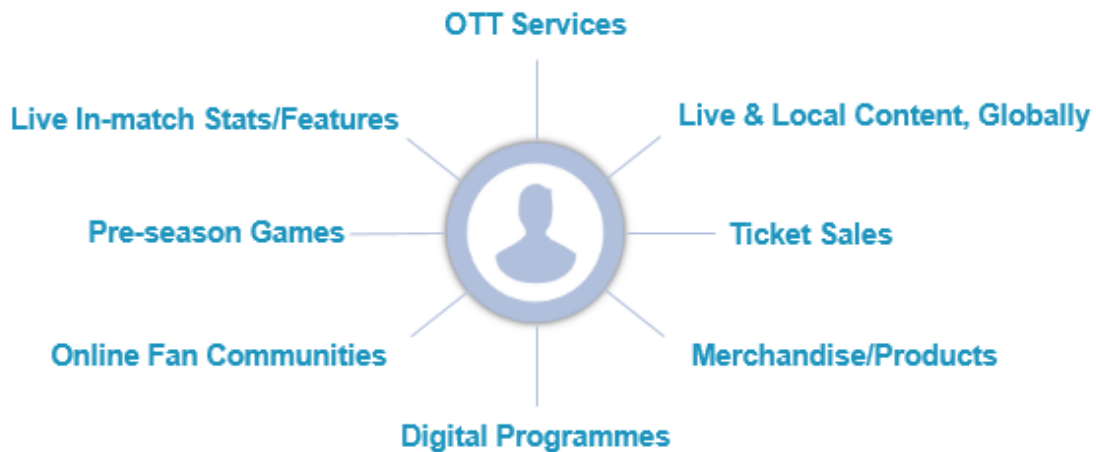 OTT Services
Live In-match Stats/Features
Live & Local Content, Globally
Pre-season Games
Ticket Sales
Online Fan Communities
Merchandise/Products
Digital Programmes